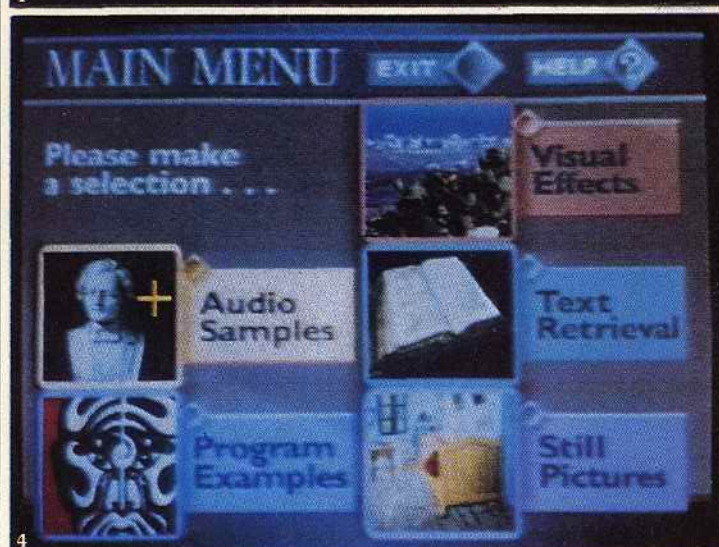 MAIN MENU EXIT HELP ?
Please make
a selection . . .
Visual
Effects
Audio
Samples
Text
Retrieval
Program
Examples
Still
Pictures
4